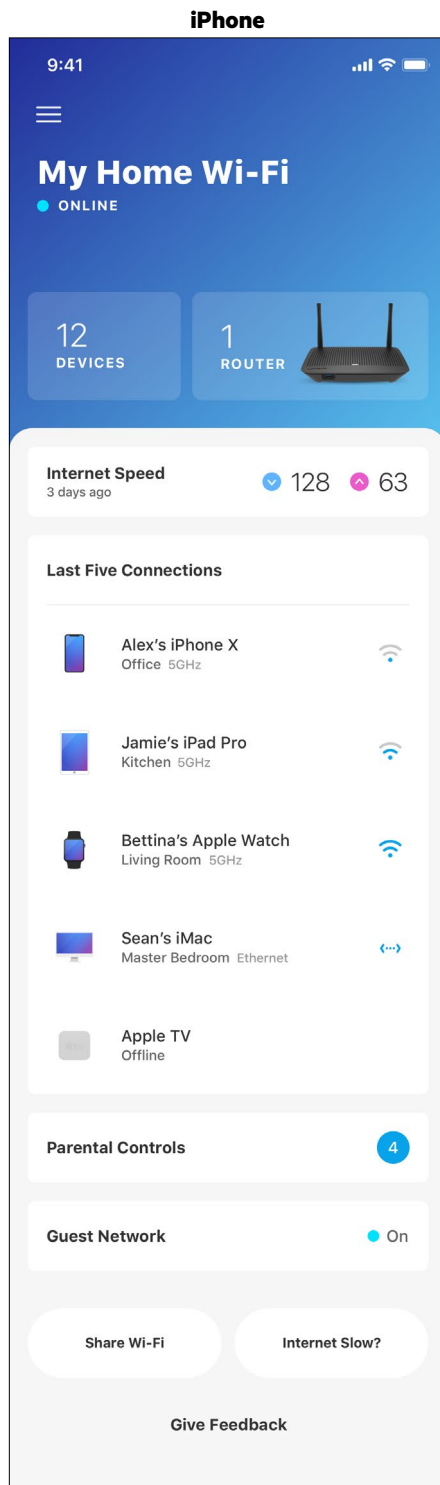 iPhone
9:41
My Home Wi-Fi
ONLINE
12
DEVICES
1
ROUTER
Internet Speed
3 days ago
128
63
Last Five Connections
Alex's iPhone X
Office 5GHz
Jamie's iPad Pro
Kitchen 5GHz
Bettina's Apple Watch
Living Room 5GHz
Sean's iMac
Master Bedroom Ethernet
Apple TV
Offline
Parental Controls
4
Guest Network
On
Share Wi-Fi
Internet Slow?
Give Feedback